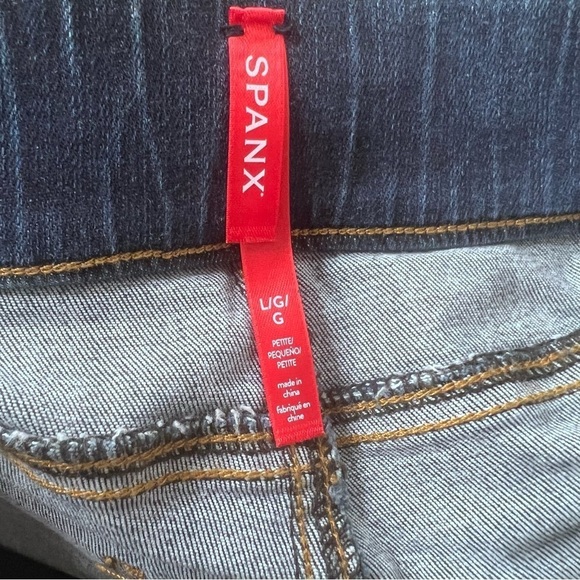 SPANX
L/G/
G
PETITE/
PEQUEÑO/
PETITE
made in
china
fabriqué en
chine